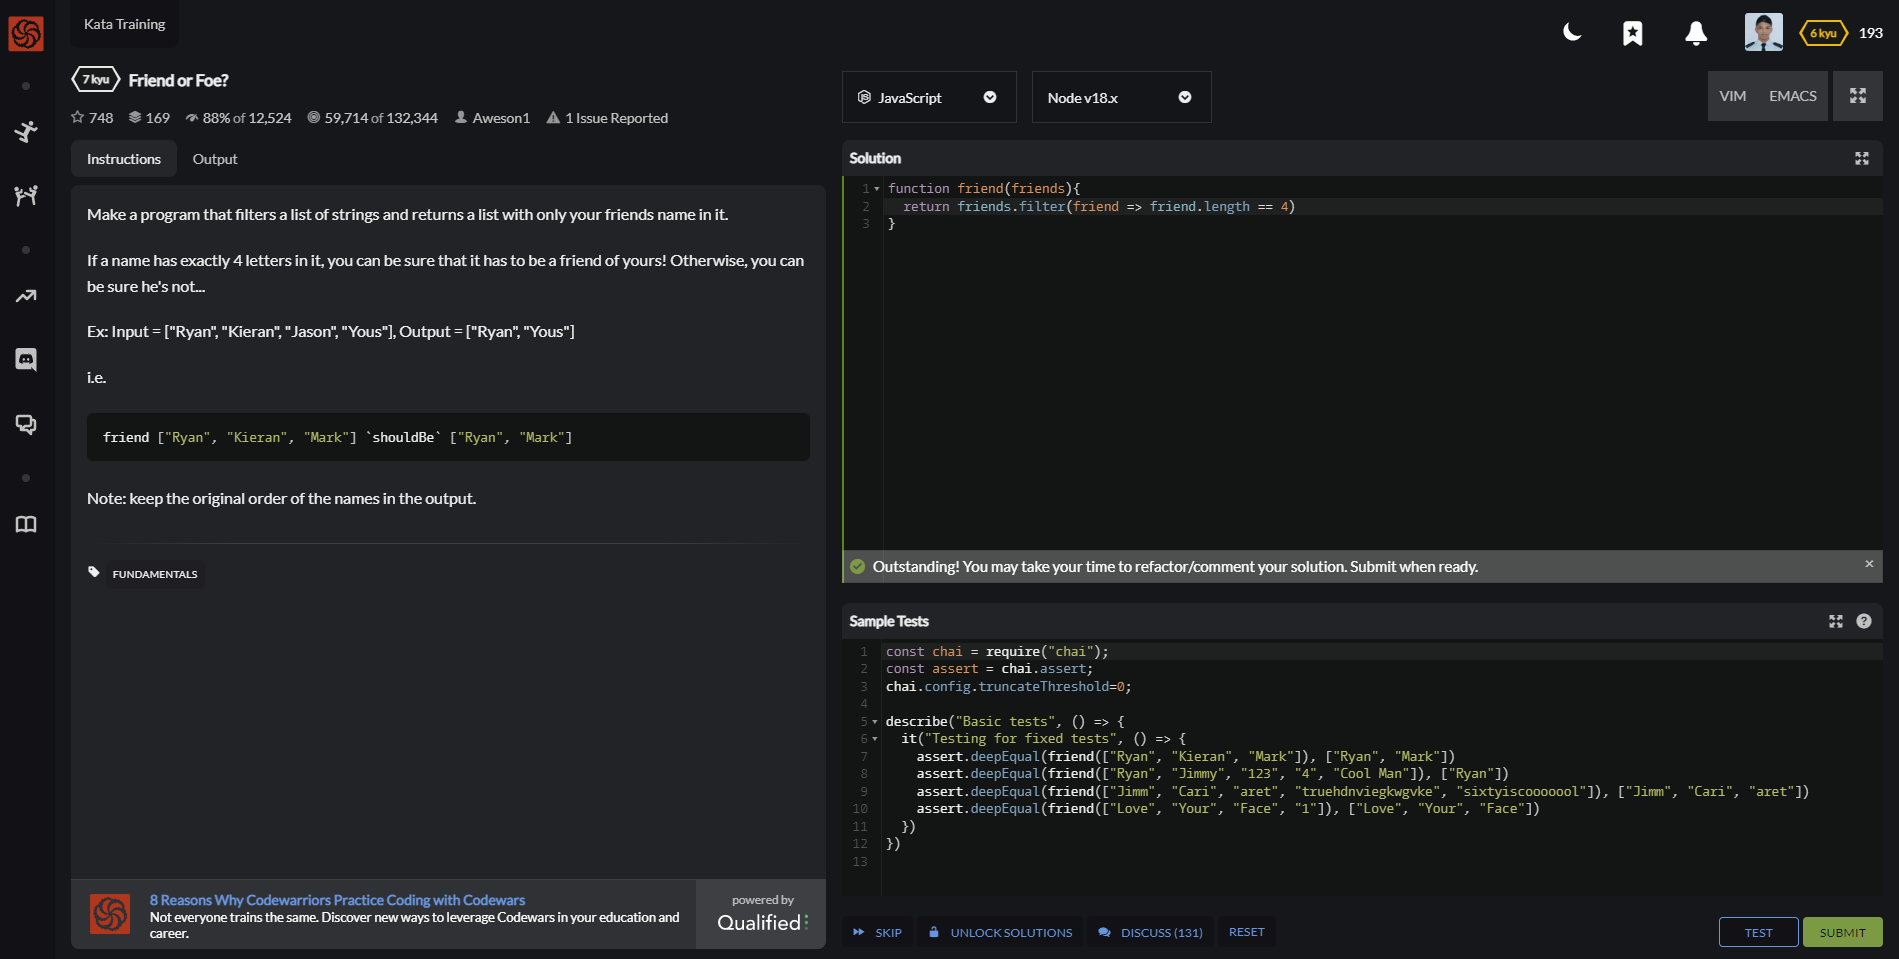 Kata Training
6 kyu 193
7 kyu Friend or Foe?
748 169 88% of 12,524 59,714 of 132,344 Aweson1 1 Issue Reported
Instructions Output
Make a program that filters a list of strings and returns a list with only your friends name in it.
If a name has exactly 4 letters in it, you can be sure that it has to be a friend of yours! Otherwise, you can
be sure he's not...
Ex: Input = ["Ryan", "Kieran", "Jason", "Yous"], Output = ["Ryan", "Yous"]
i.e.
friend ["Ryan", "Kieran", "Mark"] `shouldBe` ["Ryan", "Mark"]
Note: keep the original order of the names in the output.
FUNDAMENTALS
8 Reasons Why Codewarriors Practice Coding with Codewars
Not everyone trains the same. Discover new ways to leverage Codewars in your education and
career.
powered by
Qualified
JavaScript Node v18.x VIM EMACS
Solution
1 function friend(friends){
2 return friends.filter(friend => friend.length == 4)
3 }
Outstanding! You may take your time to refactor/comment your solution. Submit when ready. ×
Sample Tests
1 const chai = require("chai");
2 const assert = chai.assert;
3 chai.config.truncateThreshold=0;
4
5 describe("Basic tests", () => {
6 it("Testing for fixed tests", () => {
7 assert.deepEqual(friend(["Ryan", "Kieran", "Mark"]), ["Ryan", "Mark"])
8 assert.deepEqual(friend(["Ryan", "Jimmy", "123", "4", "Cool Man"]), ["Ryan"])
9 assert.deepEqual(friend(["Jimm", "Cari", "aret", "truehdnviegkwgvke", "sixtyiscooooool"]), ["Jimm", "Cari", "aret"])
10 assert.deepEqual(friend(["Love", "Your", "Face", "1"]), ["Love", "Your", "Face"])
11 })
12 })
13
SKIP UNLOCK SOLUTIONS DISCUSS (131) RESET TEST SUBMIT